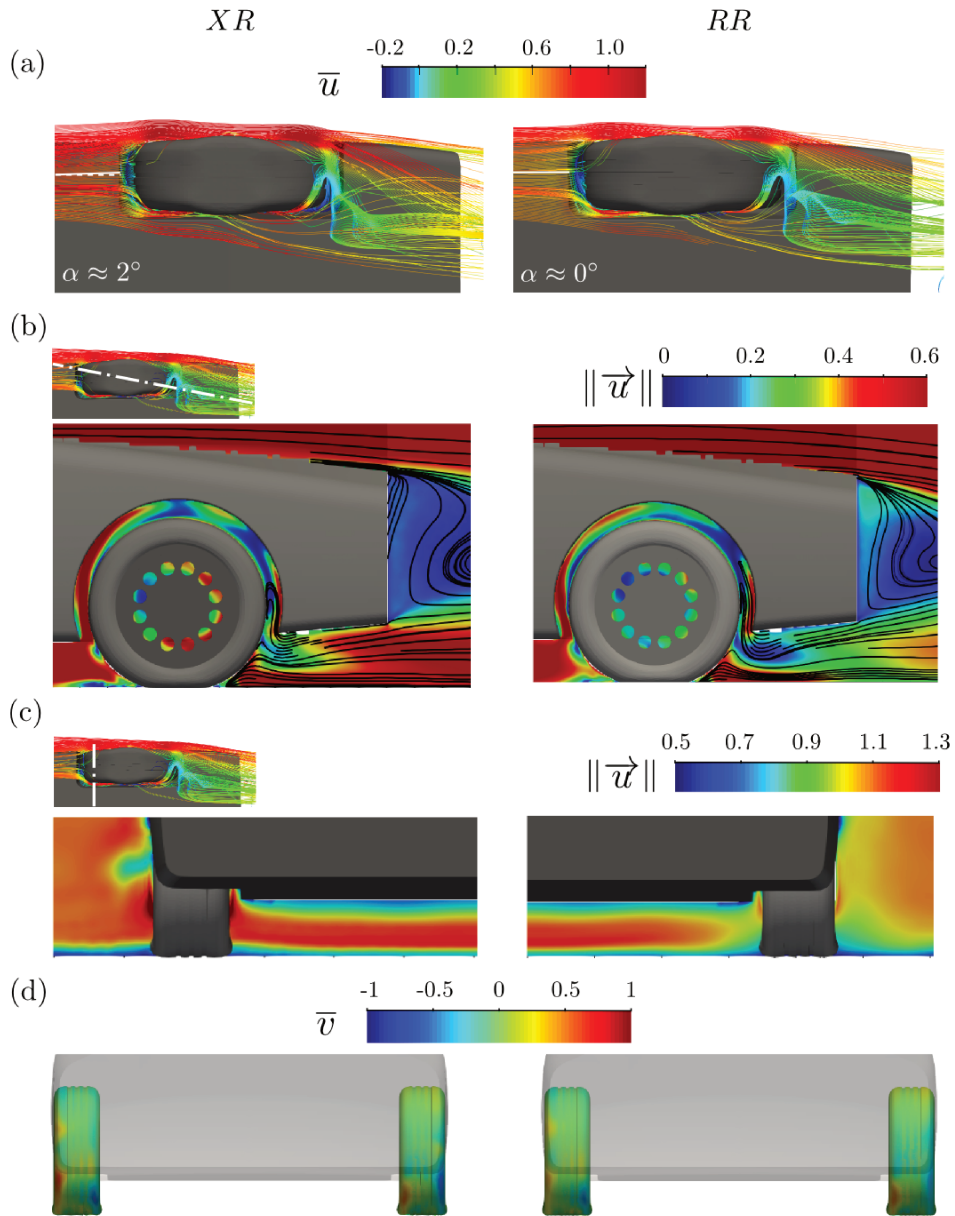 XR RR
(a)
u̅ -0.2 0.2 0.6 1.0
α ≈ 2° α ≈ 0°
(b)
‖u⃗‖ 0 0.2 0.4 0.6
(c)
‖u⃗‖ 0.5 0.7 0.9 1.1 1.3
(d)
v̅ -1 -0.5 0 0.5 1